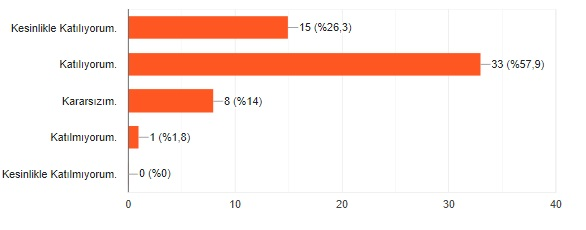 Kesinlikle Katılıyorum. 15 (%26,3)
Katılıyorum. 33 (%57,9)
Kararsızım. 8 (%14)
Katılmıyorum. 1 (%1,8)
Kesinlikle Katılmıyorum. 0 (%0)
0 10 20 30 40